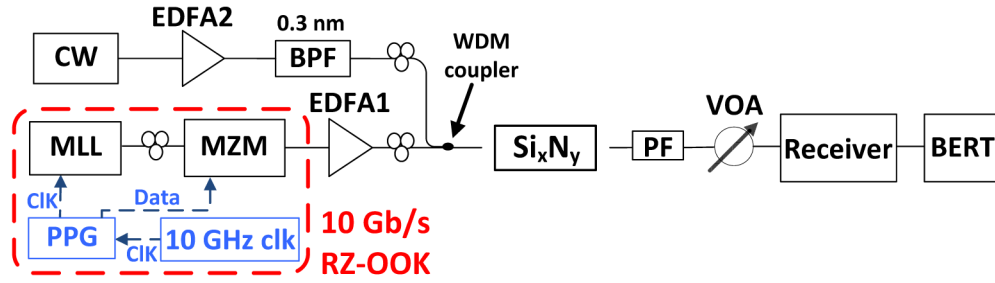 EDFA2
0.3 nm
CW
BPF
WDM
coupler
EDFA1
VOA
MLL
MZM
SixNy
PF
Receiver
BERT
ClK
Data
PPG
ClK
10 GHz clk
10 Gb/s
RZ-OOK